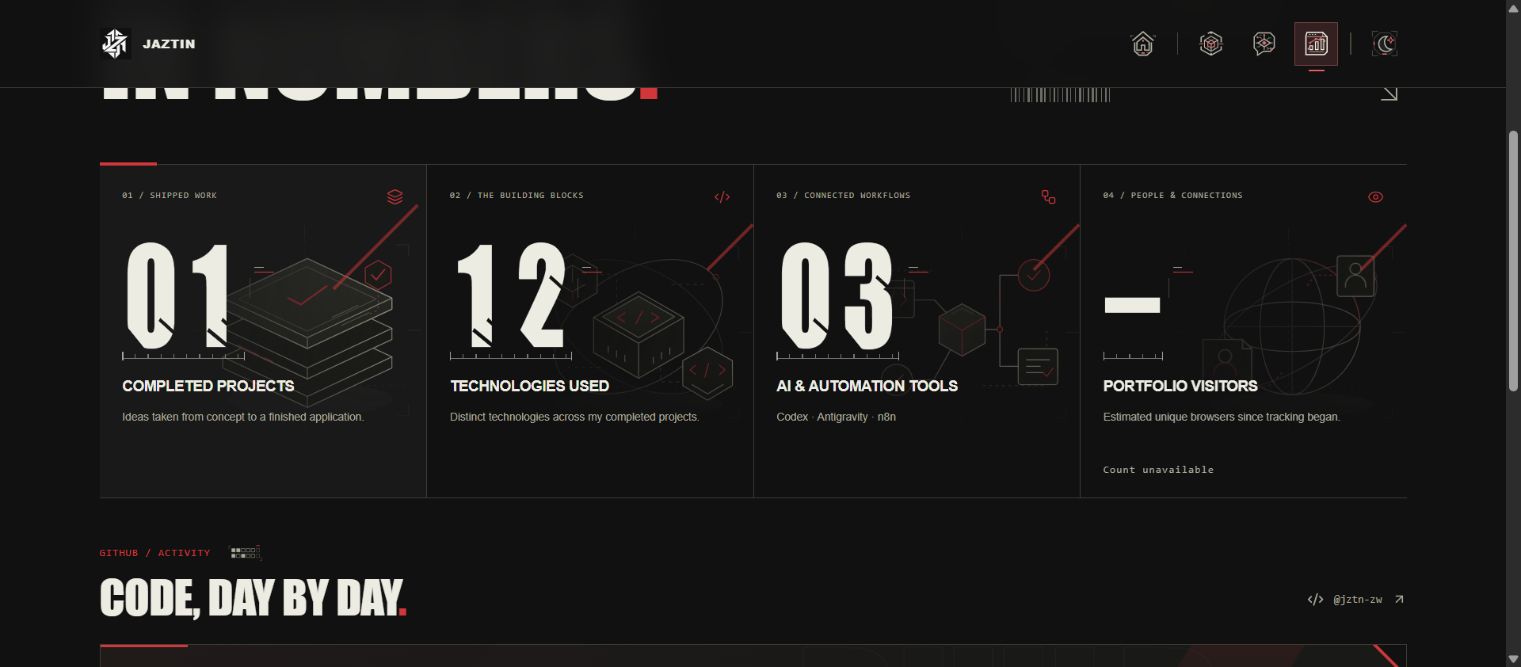 JAZTIN
IN NUMBERS.
01 / SHIPPED WORK
01
COMPLETED PROJECTS
Ideas taken from concept to a finished application.
02 / THE BUILDING BLOCKS
</>
12
</>
</>
TECHNOLOGIES USED
Distinct technologies across my completed projects.
03 / CONNECTED WORKFLOWS
03
AI & AUTOMATION TOOLS
Codex · Antigravity · n8n
04 / PEOPLE & CONNECTIONS
–
PORTFOLIO VISITORS
Estimated unique browsers since tracking began.
Count unavailable
GITHUB / ACTIVITY
CODE, DAY BY DAY.
</> @jztn-zw